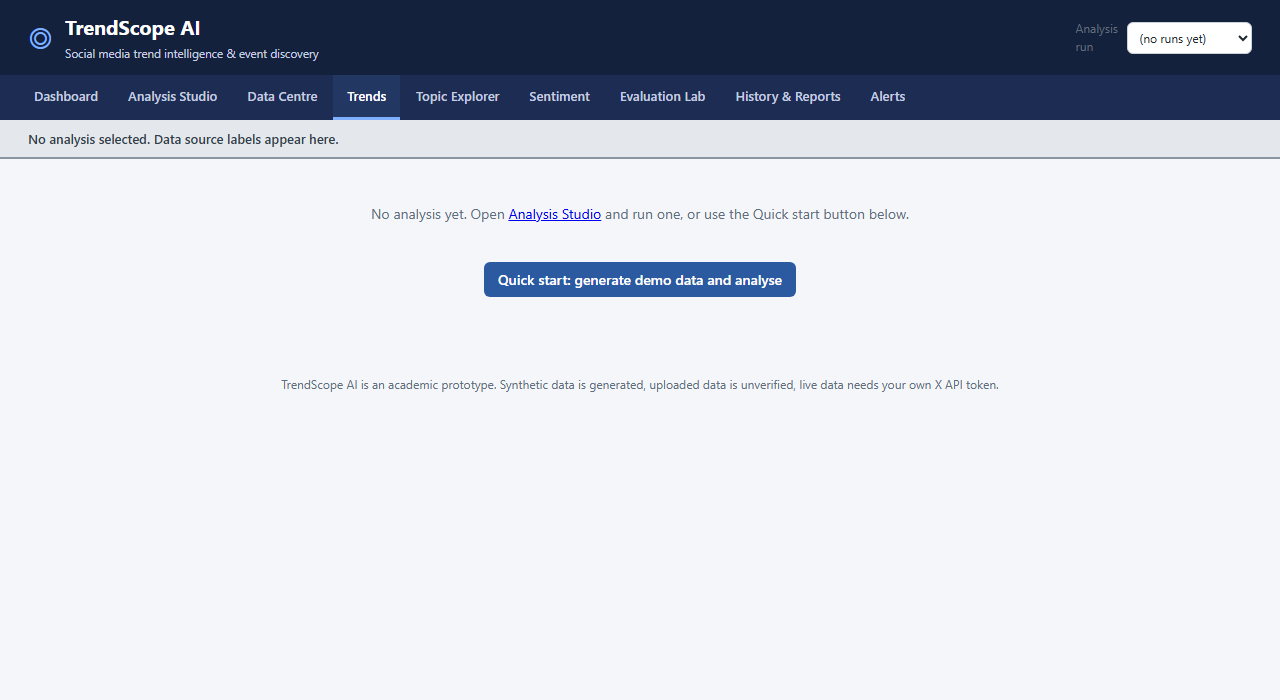 TrendScope AI
Social media trend intelligence & event discovery
Analysis
run
(no runs yet)
Dashboard Analysis Studio Data Centre Trends Topic Explorer Sentiment Evaluation Lab History & Reports Alerts
No analysis selected. Data source labels appear here.
No analysis yet. Open Analysis Studio and run one, or use the Quick start button below.
Quick start: generate demo data and analyse
TrendScope AI is an academic prototype. Synthetic data is generated, uploaded data is unverified, live data needs your own X API token.